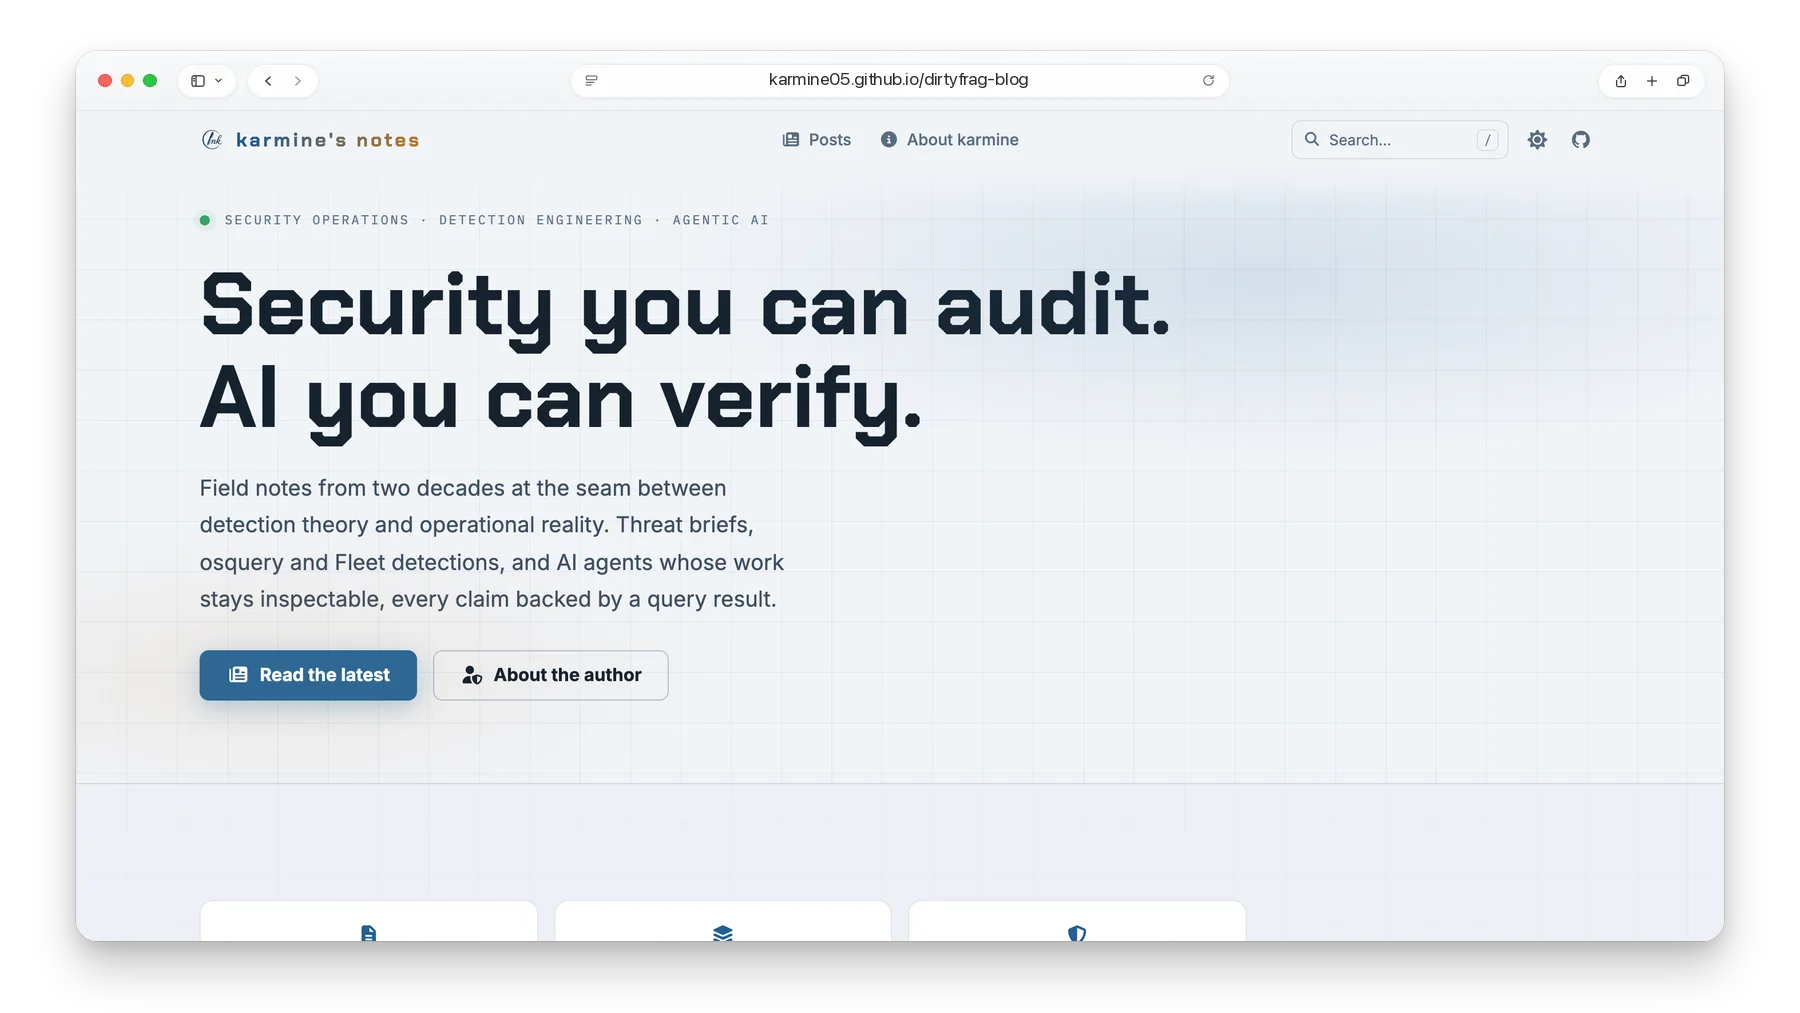 karmine05.github.io/dirtyfrag-blog
karmine's notes
Posts
About karmine
Search...
/
SECURITY OPERATIONS · DETECTION ENGINEERING · AGENTIC AI
Security you can audit.
AI you can verify.
Field notes from two decades at the seam between
detection theory and operational reality. Threat briefs,
osquery and Fleet detections, and AI agents whose work
stays inspectable, every claim backed by a query result.
Read the latest
About the author